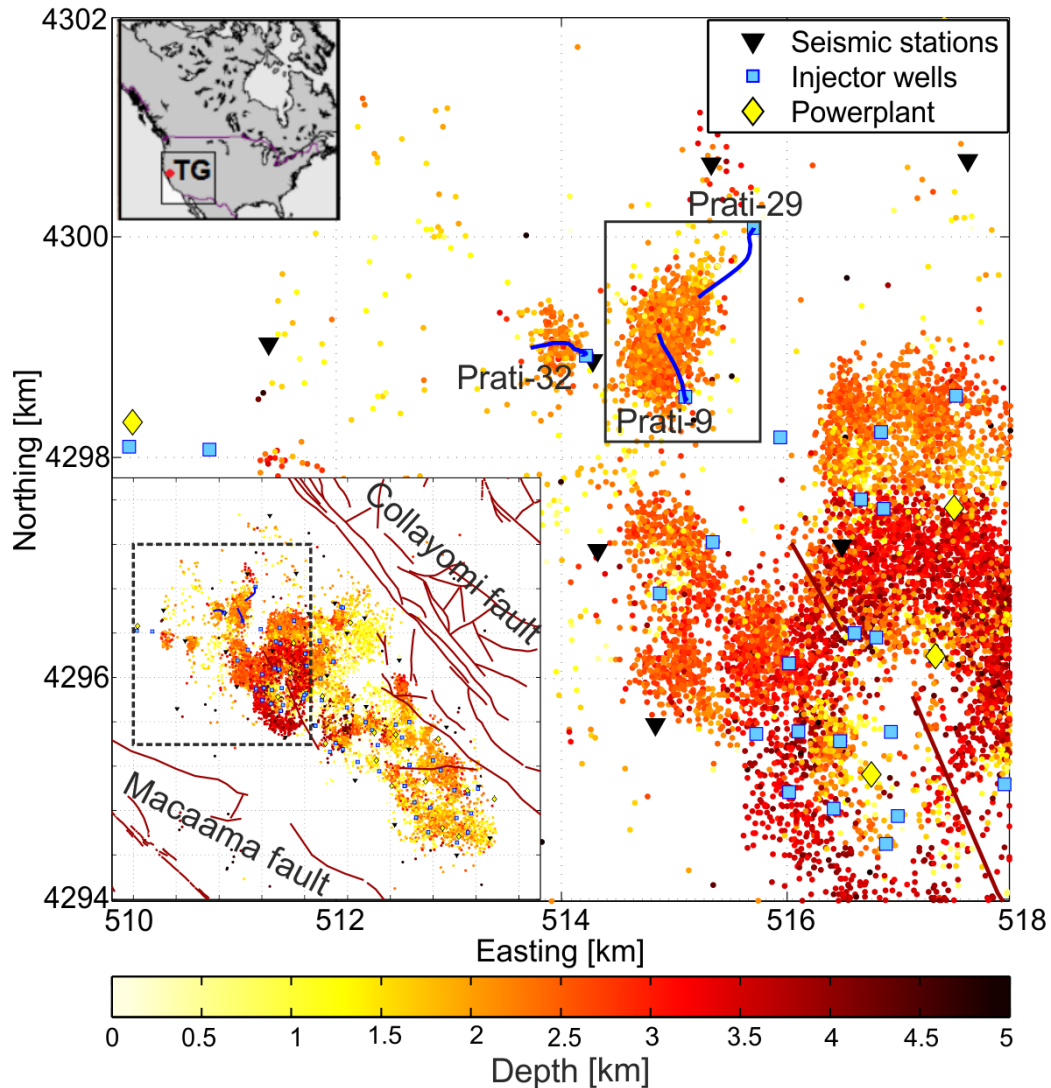 4302
Seismic stations
Injector wells
Powerplant
TG
Prati-29
4300
Prati-32
Prati-9
Northing [km]
4298
Collayomi fault
4296
Macaama fault
4294
510
512
514
516
518
Easting [km]
0
0.5
1
1.5
2
2.5
3
3.5
4
4.5
5
Depth [km]